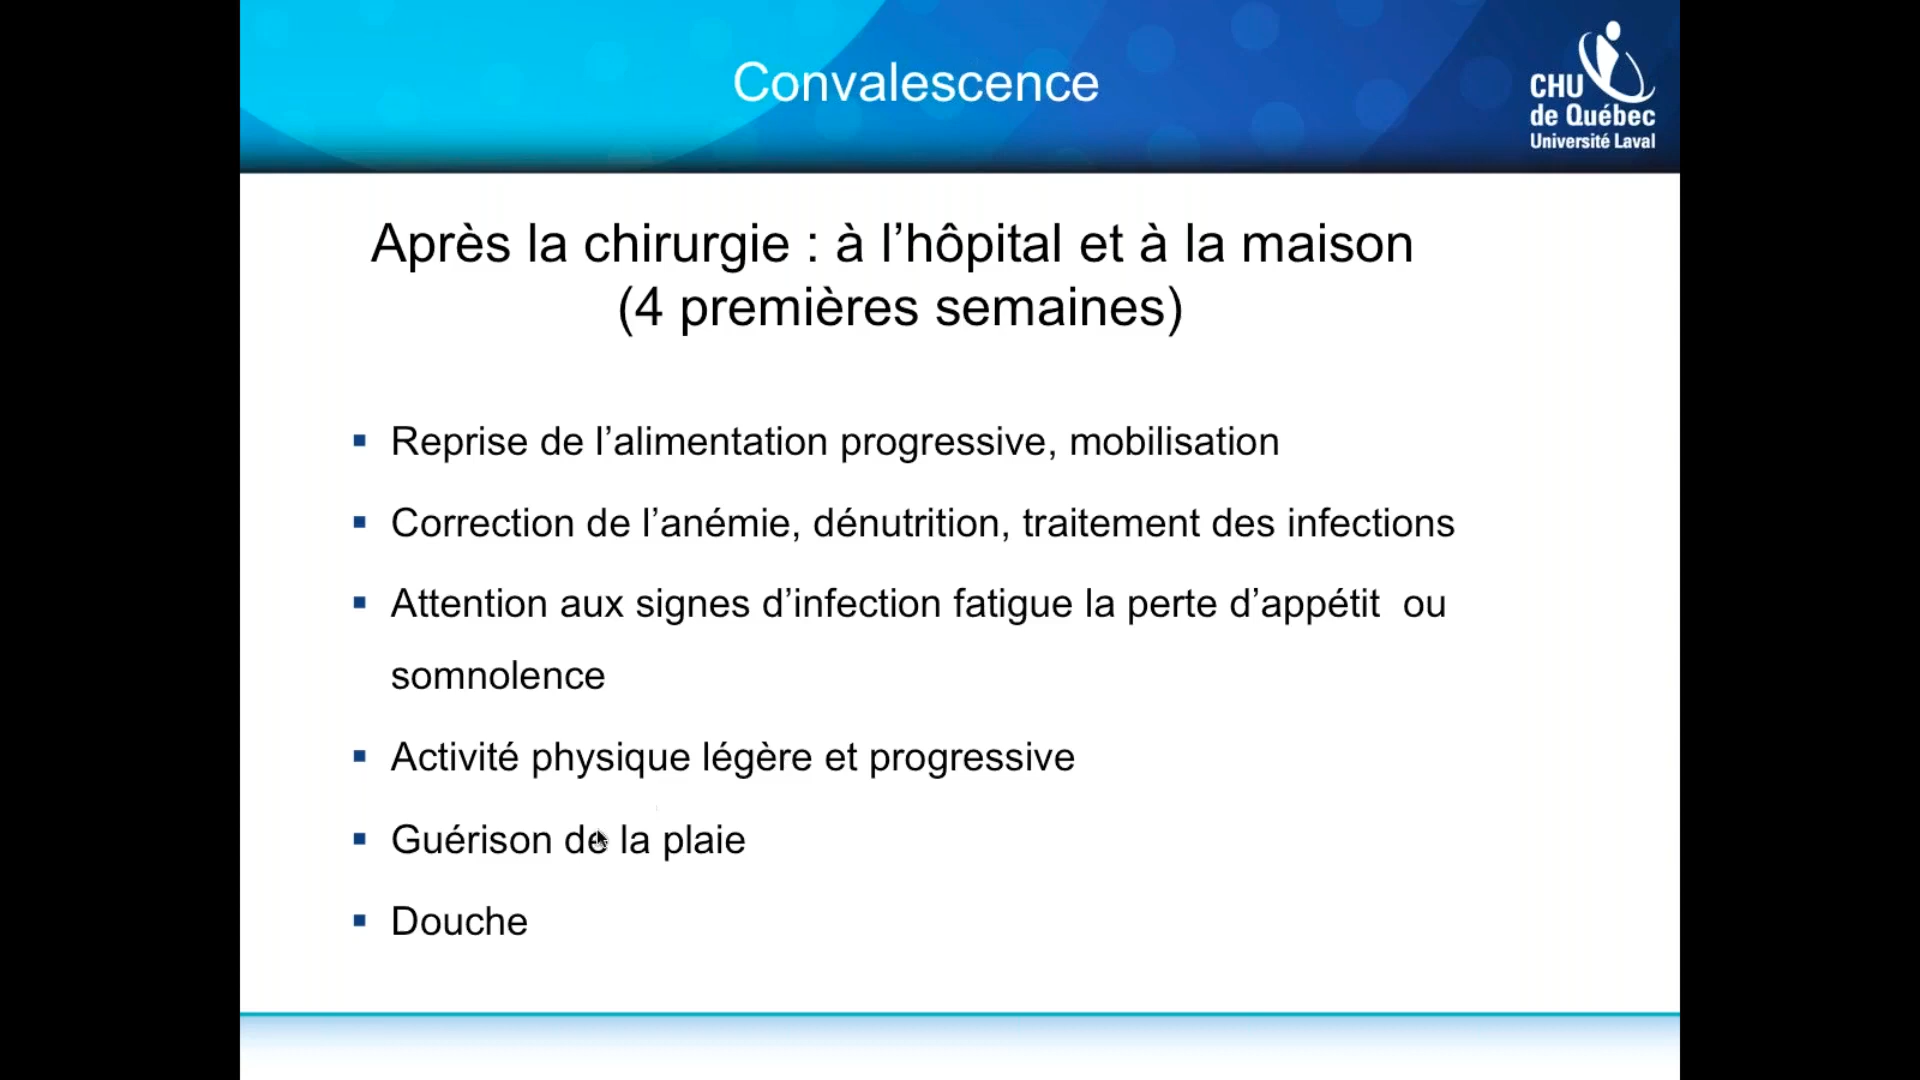 Convalescence
CHU
de Québec
Université Laval
Après la chirurgie : à l’hôpital et à la maison
(4 premières semaines)
▪ Reprise de l’alimentation progressive, mobilisation
▪ Correction de l’anémie, dénutrition, traitement des infections
▪ Attention aux signes d’infection fatigue la perte d’appétit  ou
somnolence
▪ Activité physique légère et progressive
▪ Guérison de la plaie
▪ Douche